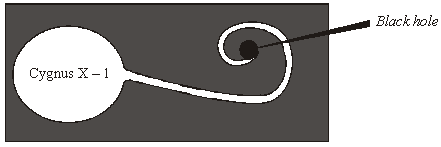 Black hole
Cygnus X – 1